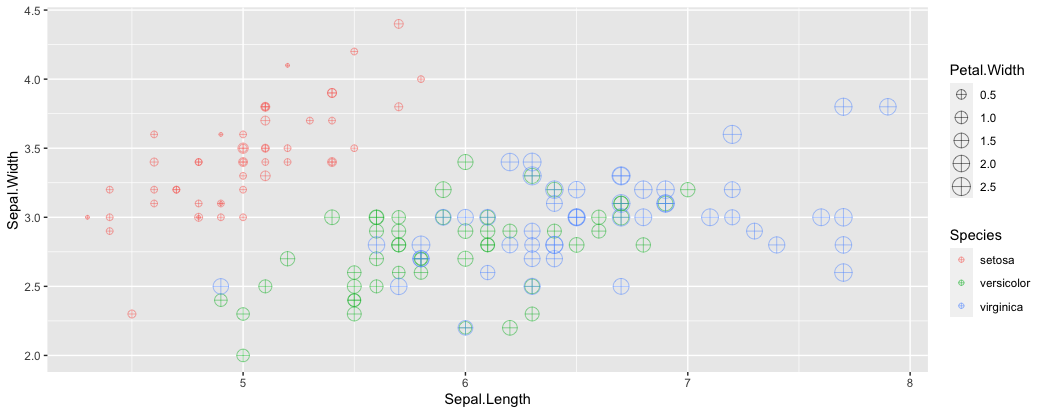 4.5
4.0
3.5
3.0
2.5
2.0
Sepal.Width
5
6
7
8
Sepal.Length
Petal.Width
0.5
1.0
1.5
2.0
2.5
Species
setosa
versicolor
virginica